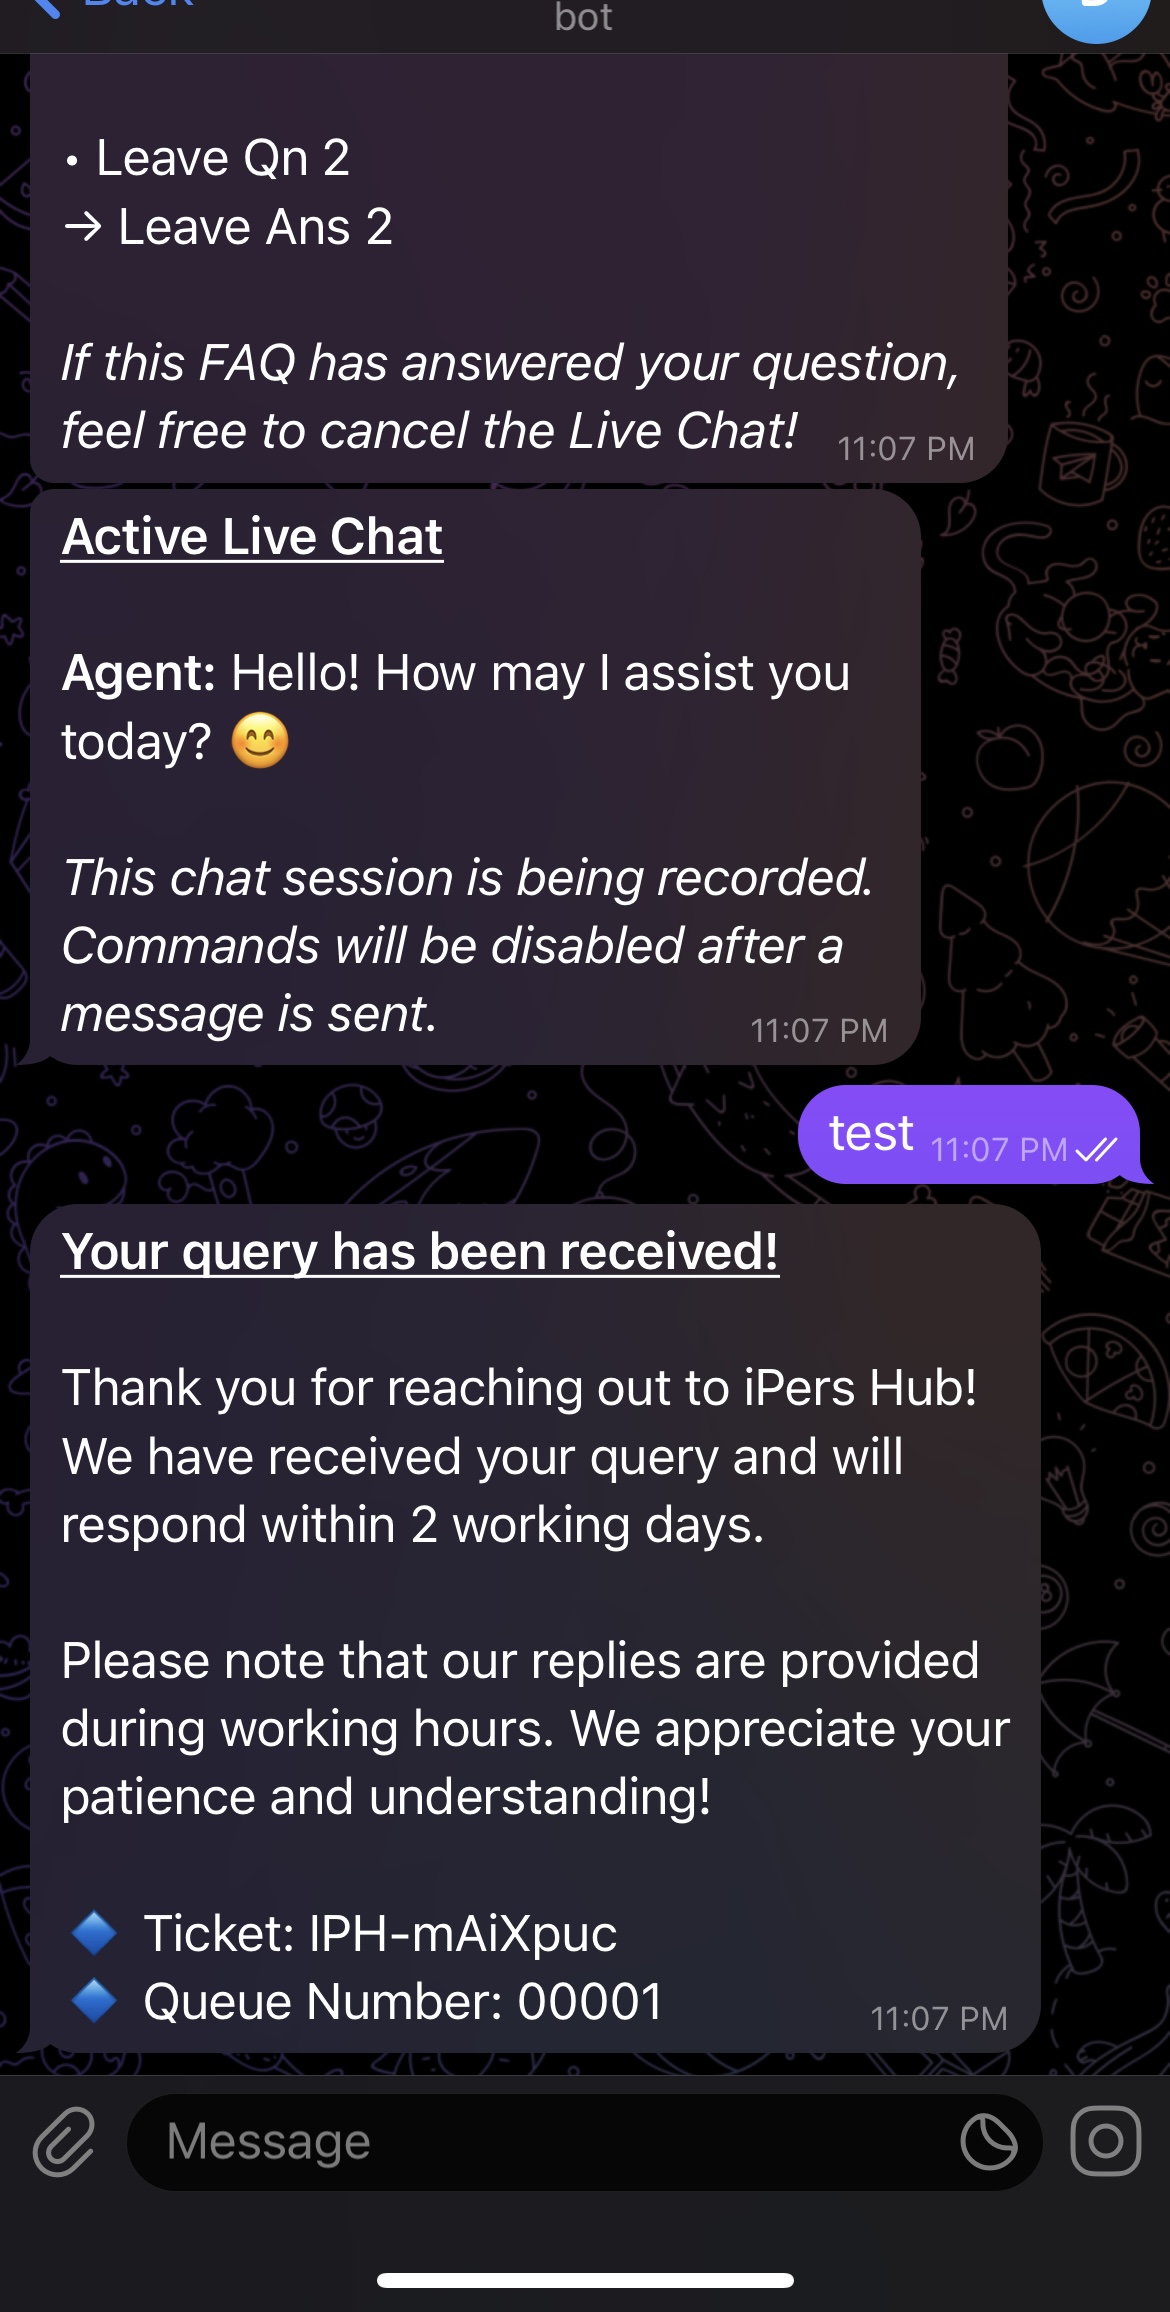 bot
• Leave Qn 2
→ Leave Ans 2
If this FAQ has answered your question,
feel free to cancel the Live Chat!
11:07 PM
Active Live Chat
Agent: Hello! How may I assist you
today? 😊
This chat session is being recorded.
Commands will be disabled after a
message is sent.
11:07 PM
test 11:07 PM
Your query has been received!
Thank you for reaching out to iPers Hub!
We have received your query and will
respond within 2 working days.
Please note that our replies are provided
during working hours. We appreciate your
patience and understanding!
🔷 Ticket: IPH-mAiXpuc
🔷 Queue Number: 00001
11:07 PM
Message